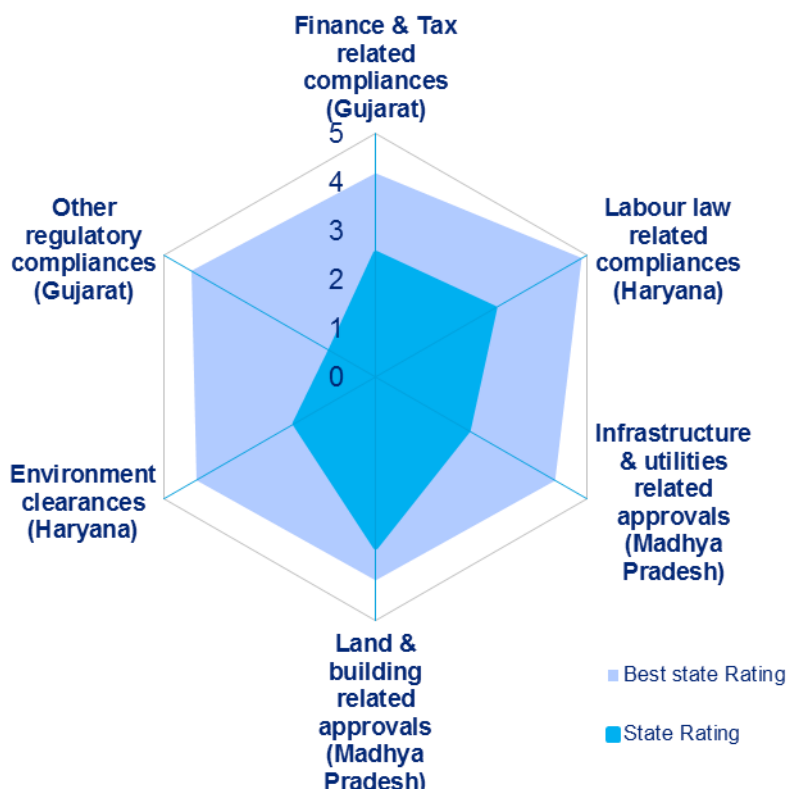 Finance & Tax
related
compliances
(Gujarat)
5
4
3
2
1
0
Other
regulatory
compliances
(Gujarat)
Labour law
related
compliances
(Haryana)
Environment
clearances
(Haryana)
Infrastructure
& utilities
related
approvals
(Madhya
Pradesh)
Land &
building
related
approvals
(Madhya
Pradesh)
Best state Rating
State Rating